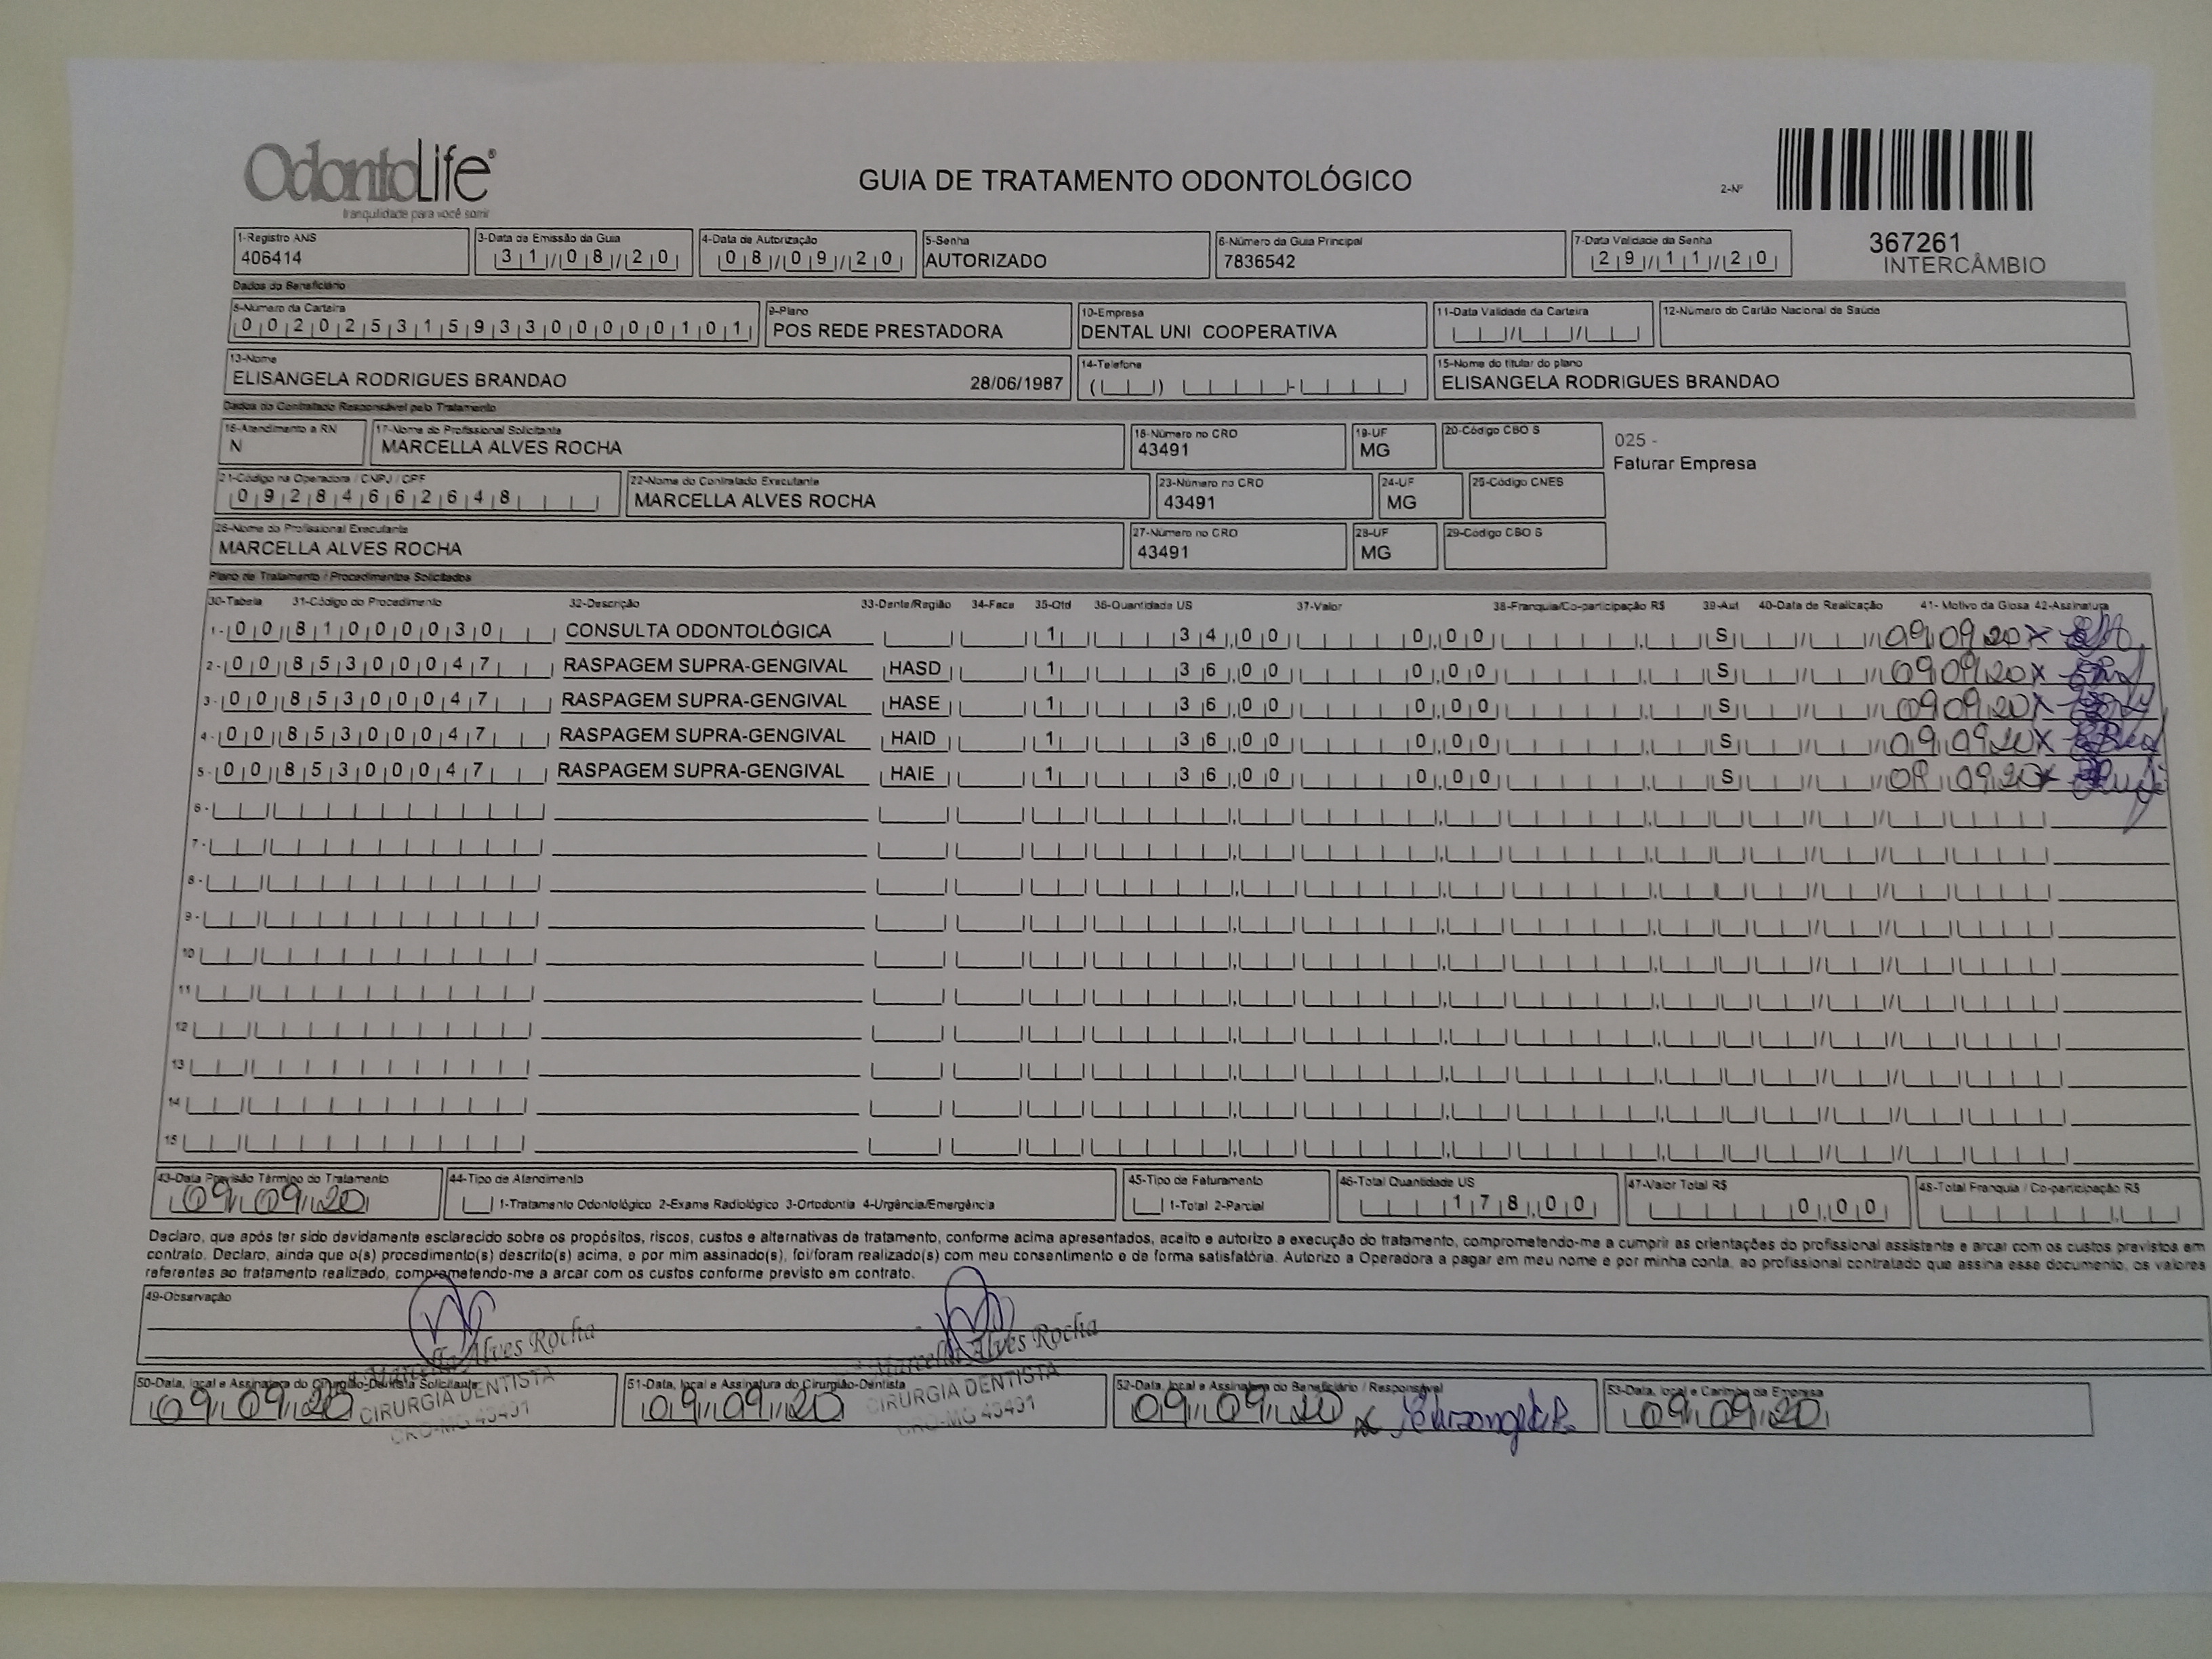 OdontoLife®
tranquilidade para você sorrir
GUIA DE TRATAMENTO ODONTOLÓGICO
2-Nº
367261
INTERCÂMBIO
1-Registro ANS
406414
3-Data de Emissão da Guia
31/08/20
4-Data de Autorização
08/09/20
5-Senha
AUTORIZADO
6-Número da Guia Principal
7836542
7-Data Validade da Senha
29/11/20
Dados do Beneficiário
8-Número da Carteira
00202531593300000101
9-Plano
POS REDE PRESTADORA
10-Empresa
DENTAL UNI COOPERATIVA
11-Data Validade da Carteira
12-Número do Cartão Nacional de Saúde
13-Nome
ELISANGELA RODRIGUES BRANDAO 28/06/1987
14-Telefone
15-Nome do titular do plano
ELISANGELA RODRIGUES BRANDAO
Dados do Contratado Responsável pelo Tratamento
16-Atendimento a RN
N
17-Nome do Profissional Solicitante
MARCELLA ALVES ROCHA
18-Número no CRO
43491
19-UF
MG
20-Código CBO S
025 -
Faturar Empresa
21-Código na Operadora / CNPJ / CPF
09284662648
22-Nome do Contratado Executante
MARCELLA ALVES ROCHA
23-Número no CRO
43491
24-UF
MG
25-Código CNES
26-Nome do Profissional Executante
MARCELLA ALVES ROCHA
27-Número no CRO
43491
28-UF
MG
29-Código CBO S
Plano de Tratamento / Procedimentos Solicitados
30-Tabela 31-Código do Procedimento 32-Descrição 33-Dente/Região 34-Face 35-Qtd 36-Quantidade US 37-Valor 38-Franquia/Co-participação R$ 39-Aut 40-Data de Realização 41- Motivo da Glosa 42-Assinatura
1- 00 81000030 CONSULTA ODONTOLÓGICA 1 34,00 0,00 S 09 09 20 X
2- 00 85300047 RASPAGEM SUPRA-GENGIVAL HASD 1 36,00 0,00 S 09 09 20 X
3- 00 85300047 RASPAGEM SUPRA-GENGIVAL HASE 1 36,00 0,00 S 09 09 20 X
4- 00 85300047 RASPAGEM SUPRA-GENGIVAL HAID 1 36,00 0,00 S 09 09 20 X
5- 00 85300047 RASPAGEM SUPRA-GENGIVAL HAIE 1 36,00 0,00 S 09 09 20 X
6-
7-
8-
9-
10
11
12
13
14
15
43-Data Previsão Término do Tratamento
09 09 20
44-Tipo de Atendimento
1-Tratamento Odontológico 2-Exame Radiológico 3-Ortodontia 4-Urgência/Emergência
45-Tipo de Faturamento
1-Total 2-Parcial
46-Total Quantidade US
178,00
47-Valor Total R$
0,00
48-Total Franquia / Co-participação R$
Declaro, que após ter sido devidamente esclarecido sobre os propósitos, riscos, custos e alternativas de tratamento, conforme acima apresentados, aceito e autorizo a execução do tratamento, comprometendo-me a cumprir as orientações do profissional assistente e arcar com os custos previstos em
contrato. Declaro, ainda que o(s) procedimento(s) descrito(s) acima, e por mim assinado(s), foi/foram realizado(s) com meu consentimento e de forma satisfatória. Autorizo a Operadora a pagar em meu nome e por minha conta, ao profissional contratado que assina esse documento, os valores
referentes ao tratamento realizado, comprometendo-me a arcar com os custos conforme previsto em contrato.
49-Observação
Marcella Alves Rocha
CIRURGIÃ DENTISTA
CRO-MG 43491
Marcella Alves Rocha
CIRURGIÃ DENTISTA
CRO-MG 43491
50-Data, local e Assinatura do Cirurgião-Dentista Solicitante
09 09 20
51-Data, local e Assinatura do Cirurgião-Dentista
09 09 20
52-Data, local e Assinatura do Beneficiário / Responsável
09 09 20 x Elisangela R.
53-Data, local e Carimbo da Empresa
09 09 20